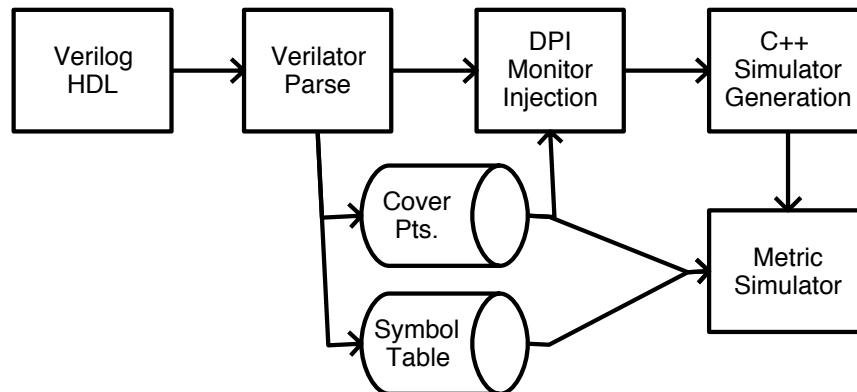 Verilog
HDL
Verilator
Parse
DPI
Monitor
Injection
C++
Simulator
Generation
Cover
Pts.
Metric
Simulator
Symbol
Table